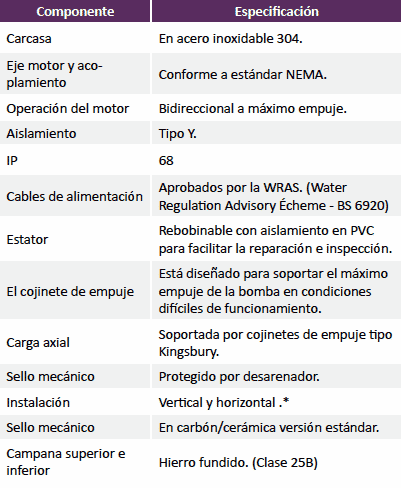 Componente Especificación
Carcasa En acero inoxidable 304.
Eje motor y aco-
plamiento Conforme a estándar NEMA.
Operación del motor Bidireccional a máximo empuje.
Aislamiento Tipo Y.
IP 68
Cables de alimentación Aprobados por la WRAS. (Water
Regulation Advisory Écheme - BS 6920)
Estator Rebobinable con aislamiento en PVC
para facilitar la reparación e inspección.
El cojinete de empuje Está diseñado para soportar el máximo
empuje de la bomba en condiciones
difíciles de funcionamiento.
Carga axial Soportada por cojinetes de empuje tipo
Kingsbury.
Sello mecánico Protegido por desarenador.
Instalación Vertical y horizontal .*
Sello mecánico En carbón/cerámica versión estándar.
Campana superior e
inferior Hierro fundido. (Clase 25B)